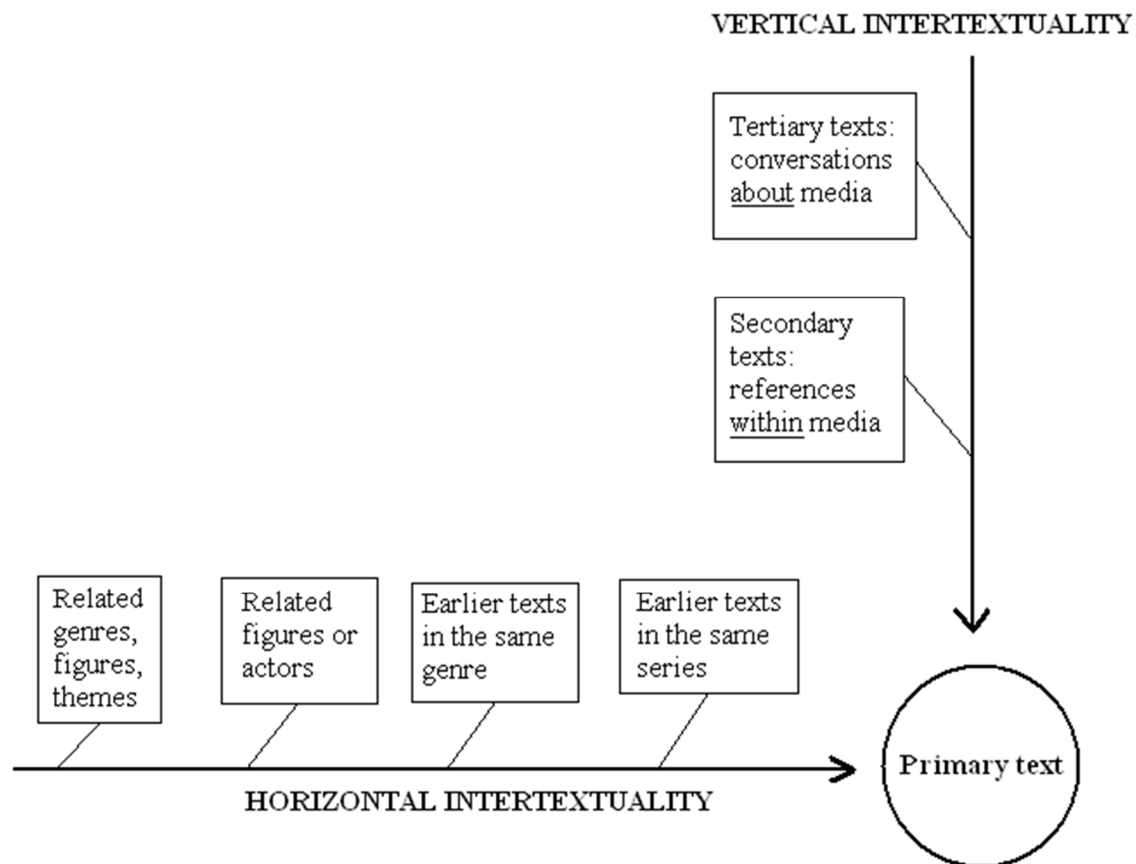 VERTICAL INTERTEXTUALITY
Tertiary texts:
conversations
about media
Secondary
texts:
references
within media
Related
genres,
figures,
themes
Related
figures or
actors
Earlier texts
in the same
genre
Earlier texts
in the same
series
Primary text
HORIZONTAL INTERTEXTUALITY